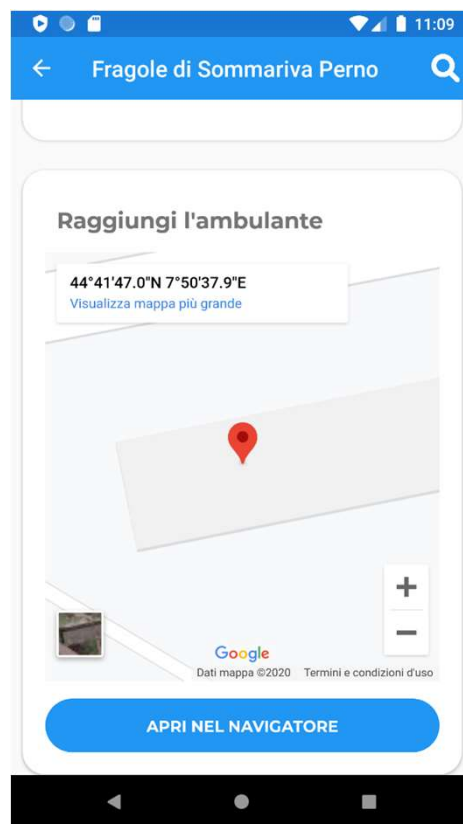 11:09
Fragole di Sommariva Perno
Raggiungi l'ambulante
44°41'47.0"N 7°50'37.9"E
Visualizza mappa più grande
Google
Dati mappa ©2020 Termini e condizioni d'uso
APRI NEL NAVIGATORE